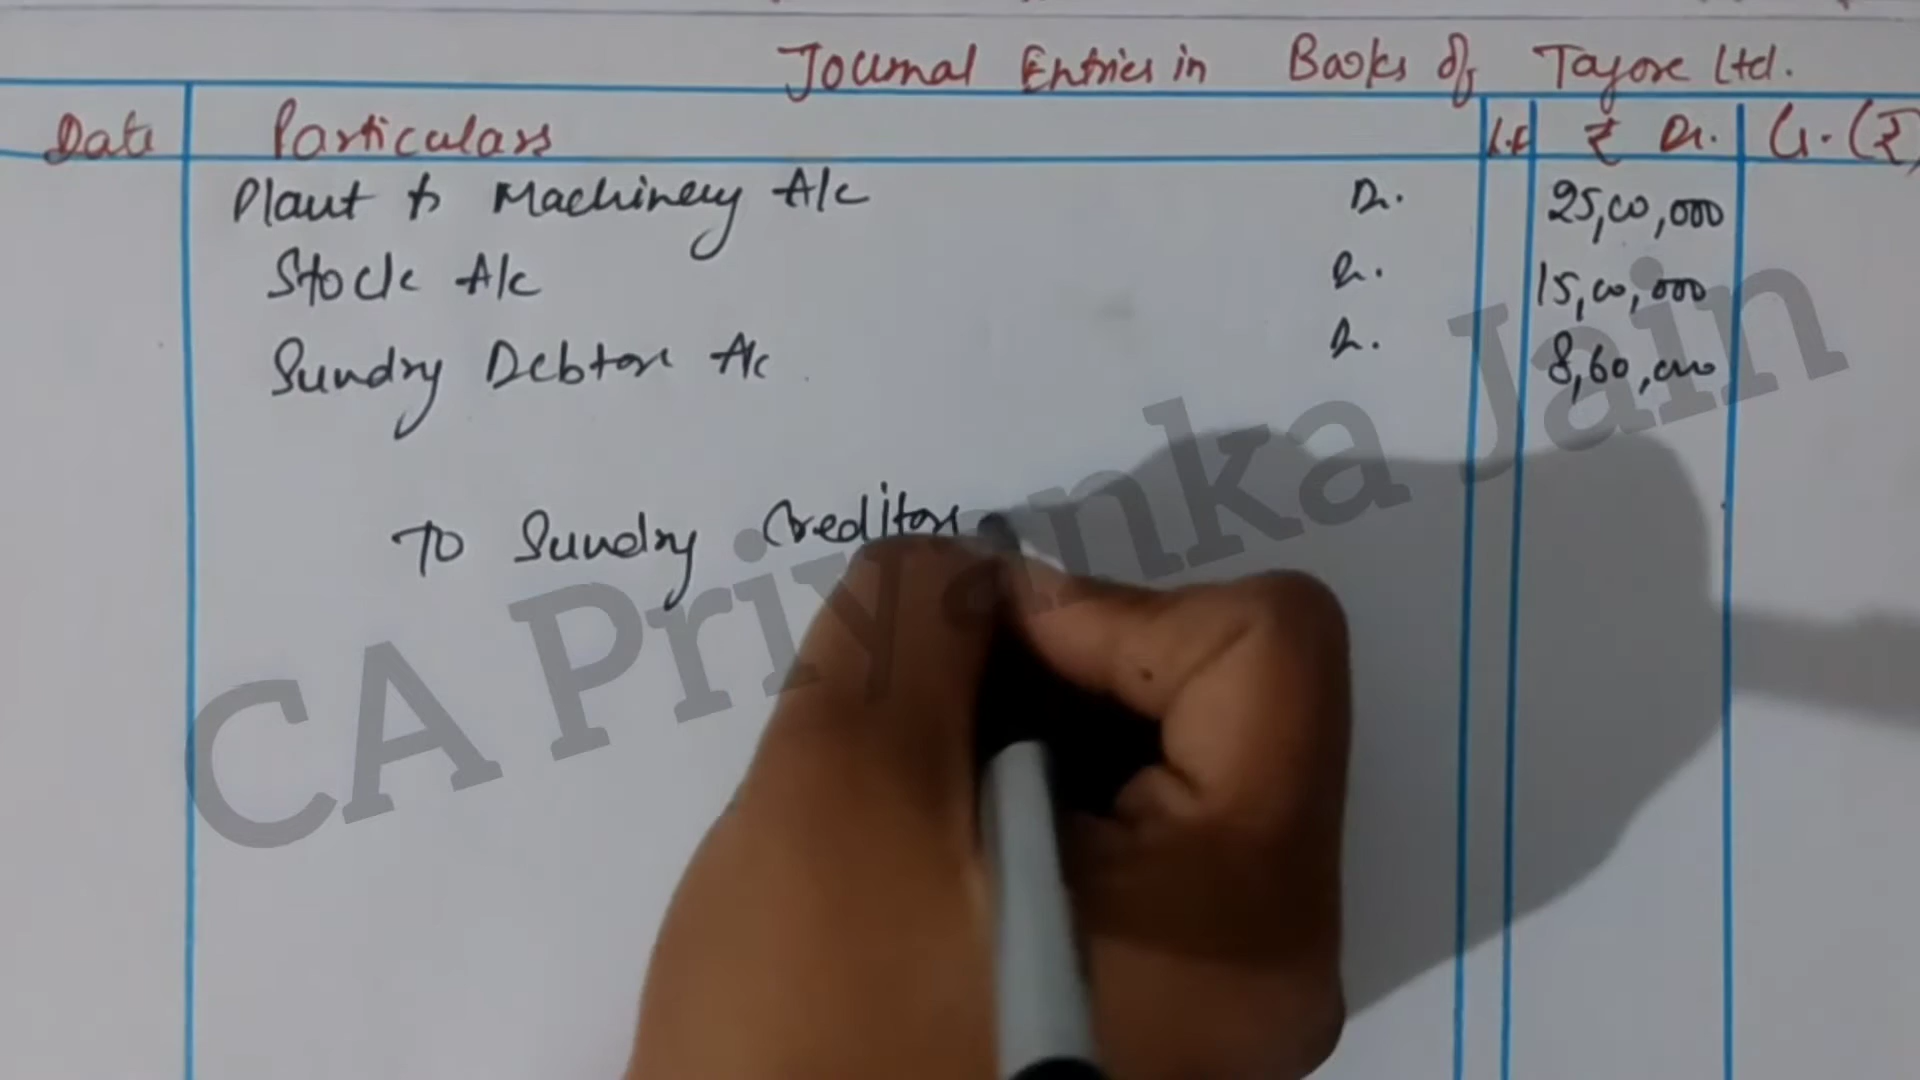 Journal Entries in Books of Tagore Ltd.
Date Particulars L.F ₹ Dr. Cr. (₹)
Plant & Machinery A/c Dr. 25,00,000
Stock A/c Dr. 15,00,000
Sundry Debtors A/c Dr. 8,60,000
To Sundry Creditors
CA Priyanka Jain